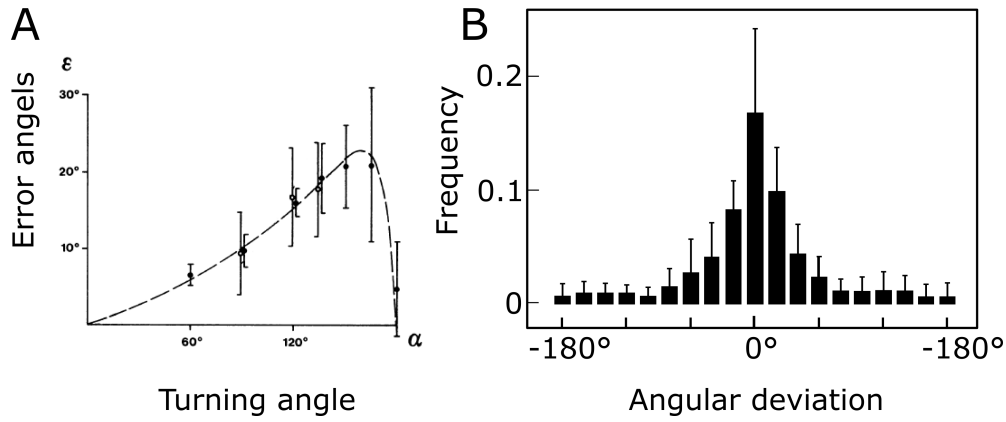 A
ε
30°
20°
10°
Error angels
60°
120°
α
Turning angle
B
0.2
0.1
0
Frequency
-180°
0°
-180°
Angular deviation